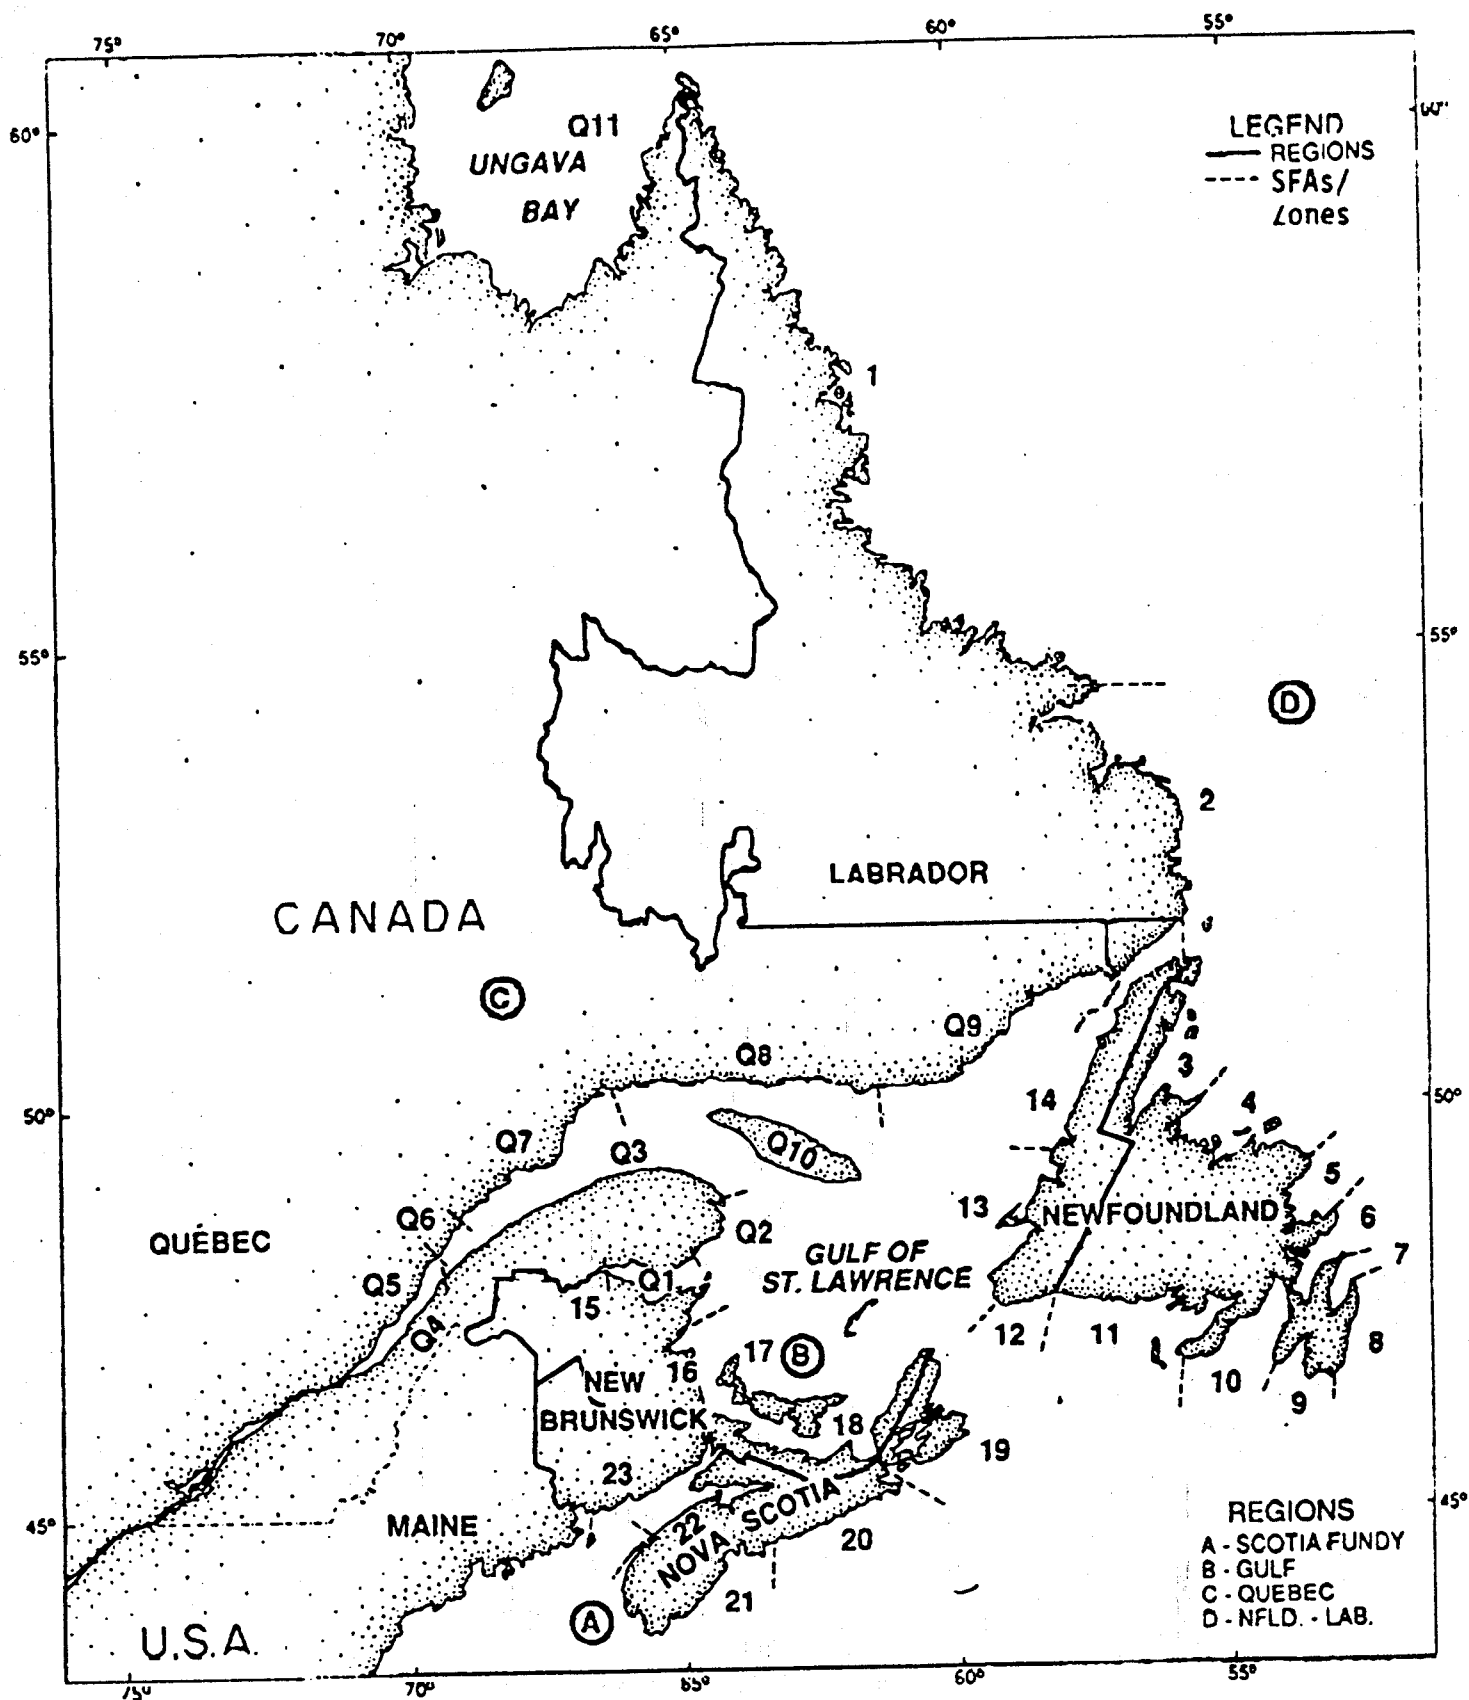 75° 70° 65° 60° 55°
60°
Q11
UNGAVA
BAY
LEGEND
REGIONS
SFAs/
Zones
1
55° 55°
D
2
LABRADOR
CANADA
C
Q9
Q8
3
50° 50°
14 4
Q7 Q3 Q10
5
13 NEWFOUNDLAND
Q6 6
Q2
QUÉBEC
GULF OF
ST. LAWRENCE
7
Q5 Q1
15
Q4 12 11 8
17 B
16 10
NEW
9
BRUNSWICK 18
19
23
45° 45°
MAINE 22 NOVA SCOTIA 20
21
A
U.S.A.
REGIONS
A - SCOTIA FUNDY
B - GULF
C - QUEBEC
D - NFLD. - LAB.
75° 70° 65° 60° 55°